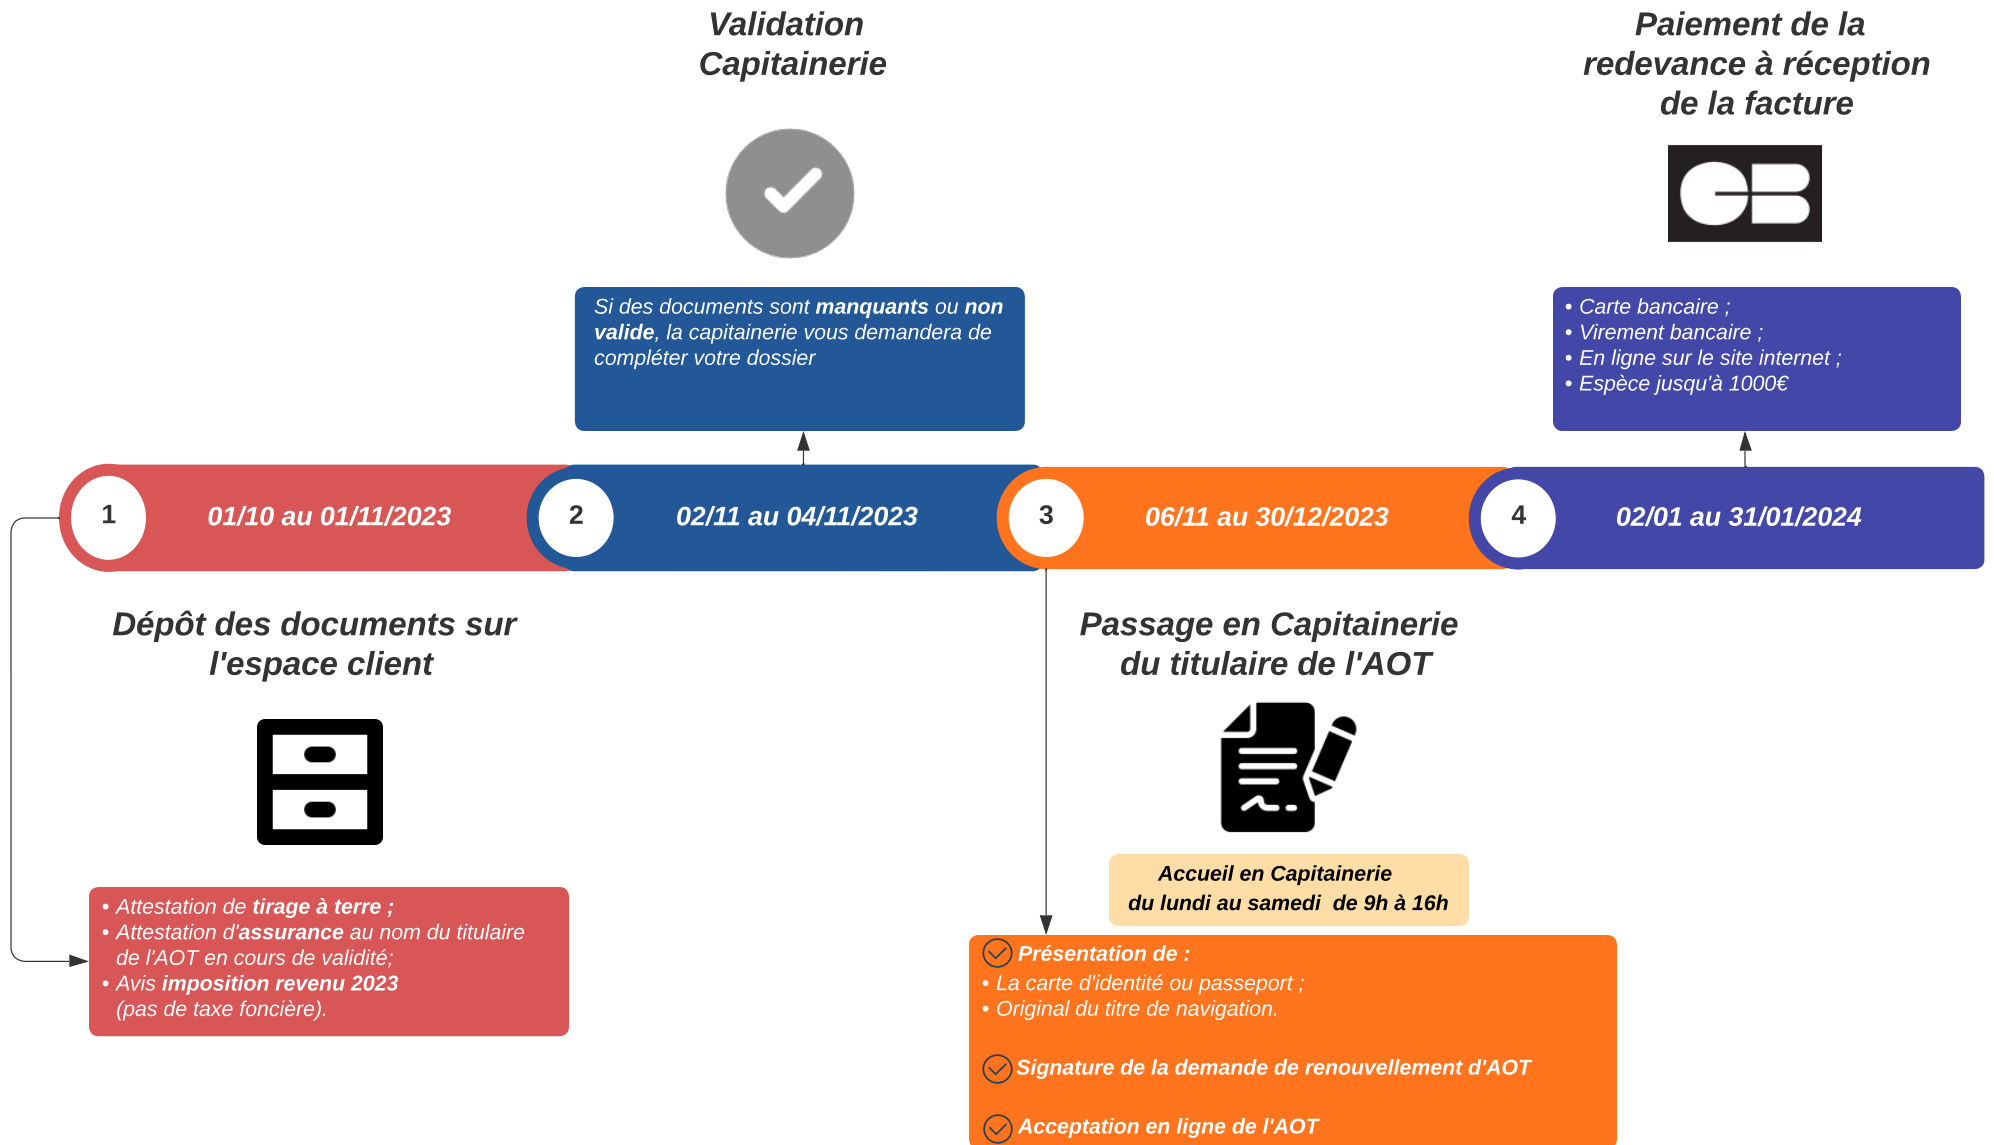 Validation
Capitainerie
Paiement de la
redevance à réception
de la facture
CB
Si des documents sont manquants ou non
valide, la capitainerie vous demandera de
compléter votre dossier
• Carte bancaire ;
• Virement bancaire ;
• En ligne sur le site internet ;
• Espèce jusqu'à 1000€
1
01/10 au 01/11/2023
2
02/11 au 04/11/2023
3
06/11 au 30/12/2023
4
02/01 au 31/01/2024
Dépôt des documents sur
l'espace client
• Attestation de tirage à terre ;
• Attestation d'assurance au nom du titulaire
de l'AOT en cours de validité;
• Avis imposition revenu 2023
(pas de taxe foncière).
Passage en Capitainerie
du titulaire de l'AOT
Accueil en Capitainerie
du lundi au samedi de 9h à 16h
Présentation de :
• La carte d'identité ou passeport ;
• Original du titre de navigation.
Signature de la demande de renouvellement d'AOT
Acceptation en ligne de l'AOT